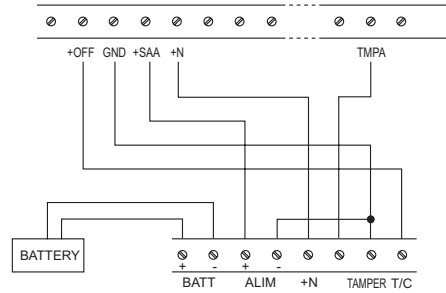 +OFF GND +SAA +N TMPA
BATTERY
+ - + -
BATT ALIM +N TAMPER T/C